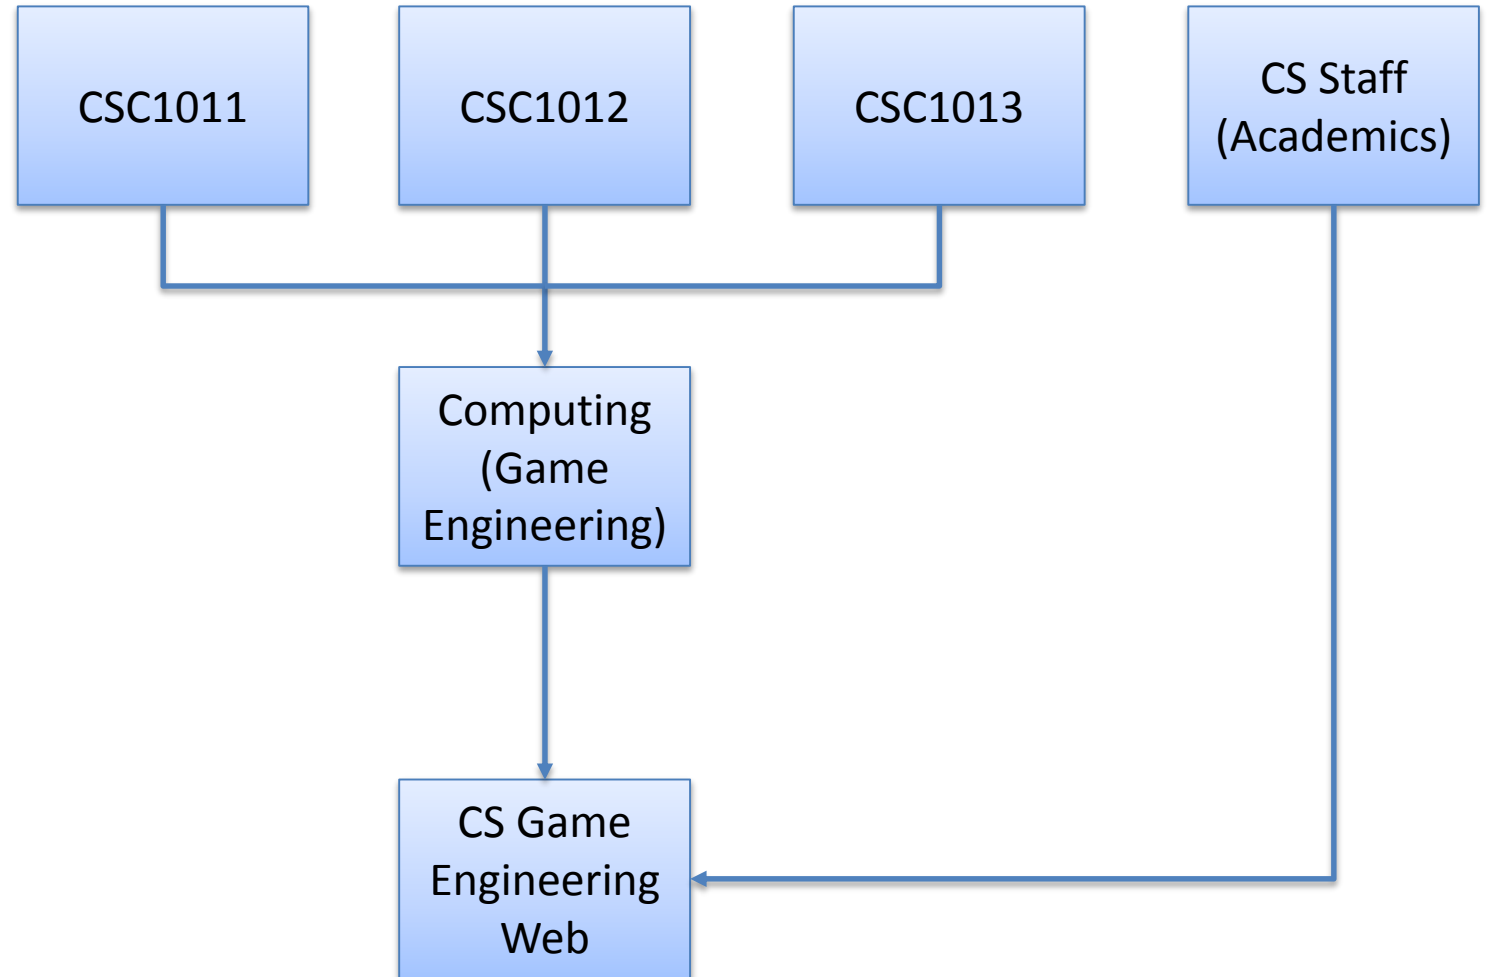 CSC1011
CSC1012
CSC1013
CS Staff
(Academics)
Computing
(Game
Engineering)
CS Game
Engineering
Web